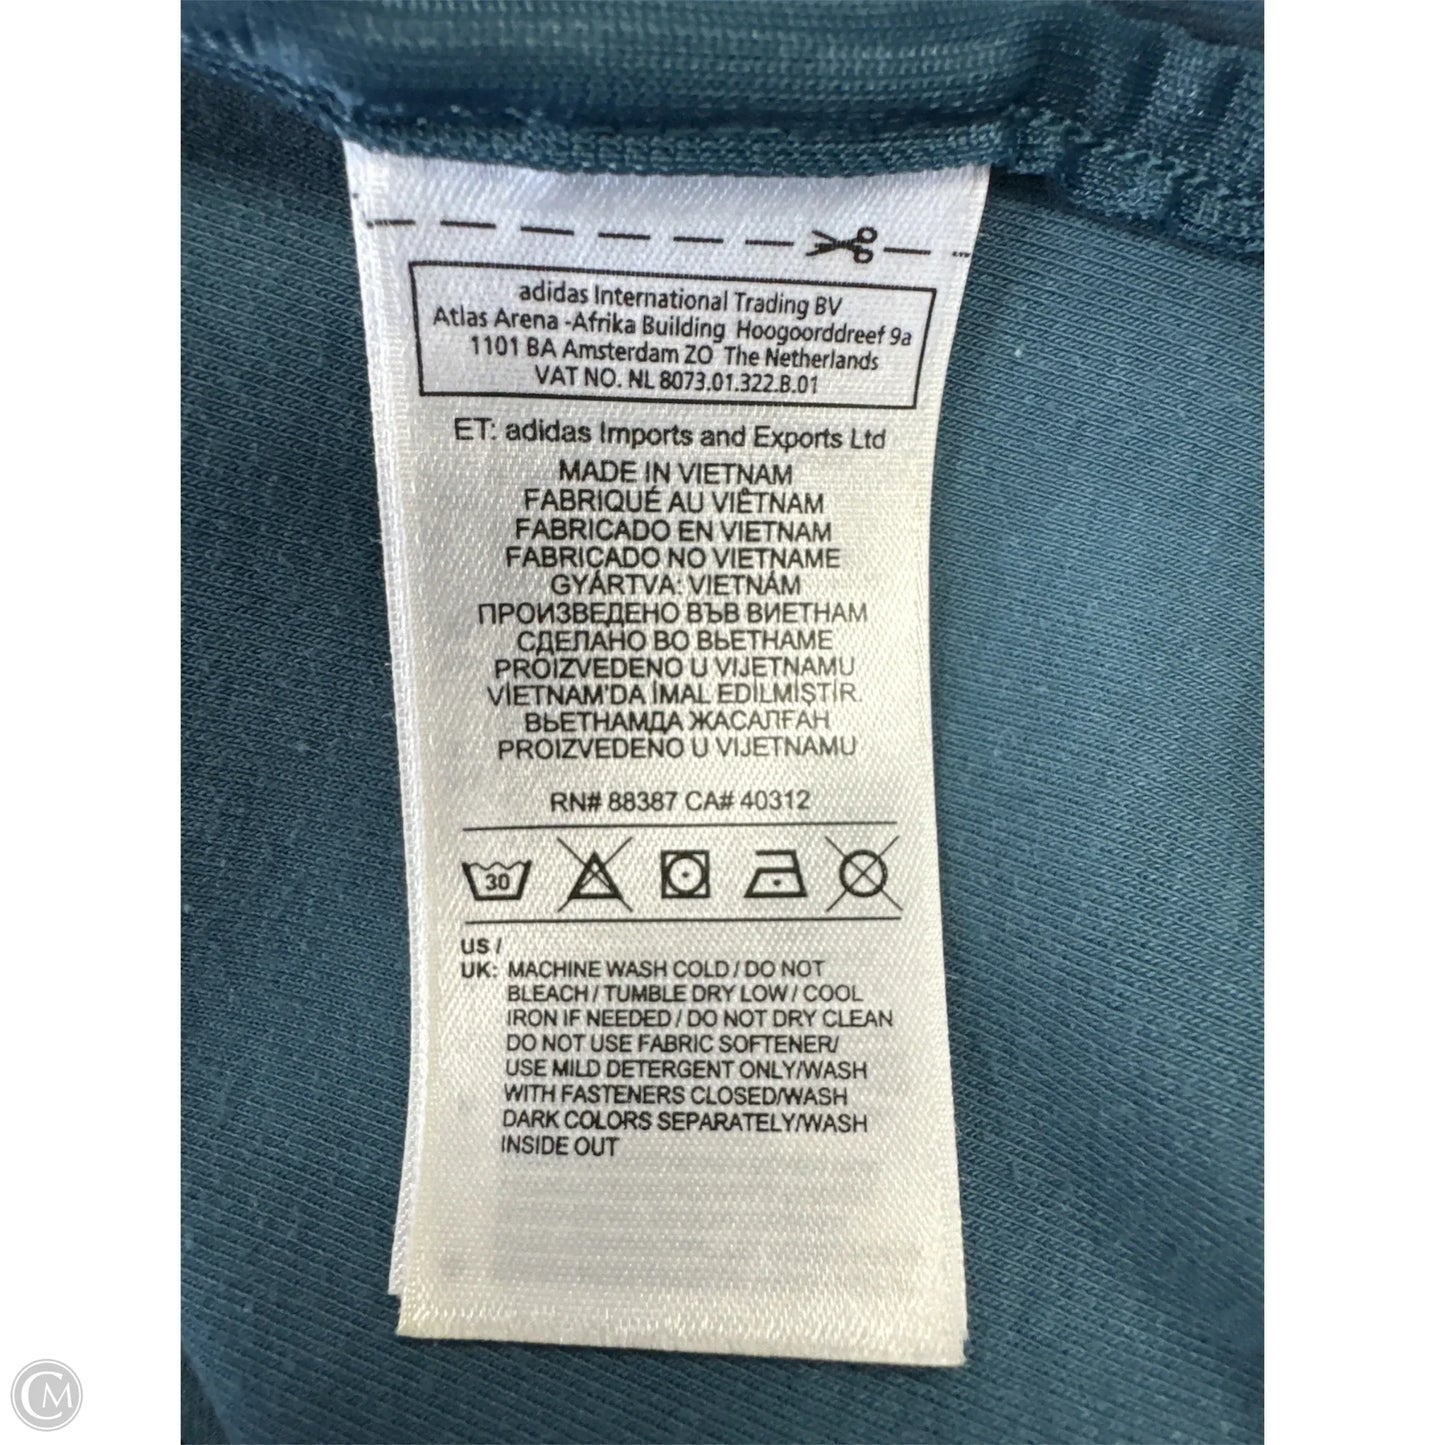 adidas International Trading BV
Atlas Arena -Afrika Building Hoogoorddreef 9a
1101 BA Amsterdam ZO The Netherlands
VAT NO. NL 8073.01.322.B.01
ET: adidas Imports and Exports Ltd
MADE IN VIETNAM
FABRIQUÉ AU VIÊTNAM
FABRICADO EN VIETNAM
FABRICADO NO VIETNAME
GYÁRTVA: VIETNÁM
ПРОИЗВЕДЕНО ВЪВ ВИЕТНАМ
СДЕЛАНО ВО ВЬЕТНАМЕ
PROIZVEDENO U VIJETNAMU
VİETNAM'DA İMAL EDİLMİŞTİR.
ВЬЕТНАМДА ЖАСАЛҒАН
PROIZVEDENO U VIJETNAMU
RN# 88387 CA# 40312
30
US /
UK: MACHINE WASH COLD / DO NOT
BLEACH / TUMBLE DRY LOW / COOL
IRON IF NEEDED / DO NOT DRY CLEAN
DO NOT USE FABRIC SOFTENER/
USE MILD DETERGENT ONLY/WASH
WITH FASTENERS CLOSED/WASH
DARK COLORS SEPARATELY/WASH
INSIDE OUT
CM